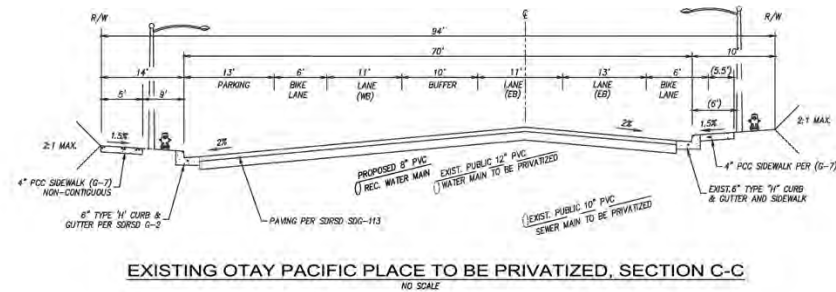 R/W
℄
R/W
94'
70'
10'
14'
13'
6'
11'
10'
11'
13'
6'
(5.5')
5'
9'
PARKING
BIKE
LANE
LANE
(WB)
BUFFER
LANE
(EB)
LANE
(EB)
BIKE
LANE
(6')
2:1 MAX.
1.5%
2%
2%
1.5%
2:1 MAX.
4" PCC SIDEWALK (G-7)
NON-CONTIGUOUS
6" TYPE 'H' CURB &
GUTTER PER SDRSD G-2
PAVING PER SDRSD SDG-113
PROPOSED 8" PVC
REC. WATER MAIN
EXIST. PUBLIC 12" PVC
WATER MAIN TO BE PRIVATIZED
EXIST. PUBLIC 10" PVC
SEWER MAIN TO BE PRIVATIZED
4" PCC SIDEWALK PER (G-7)
EXIST.6" TYPE "H" CURB
& GUTTER AND SIDEWALK
EXISTING OTAY PACIFIC PLACE TO BE PRIVATIZED, SECTION C-C
NO SCALE